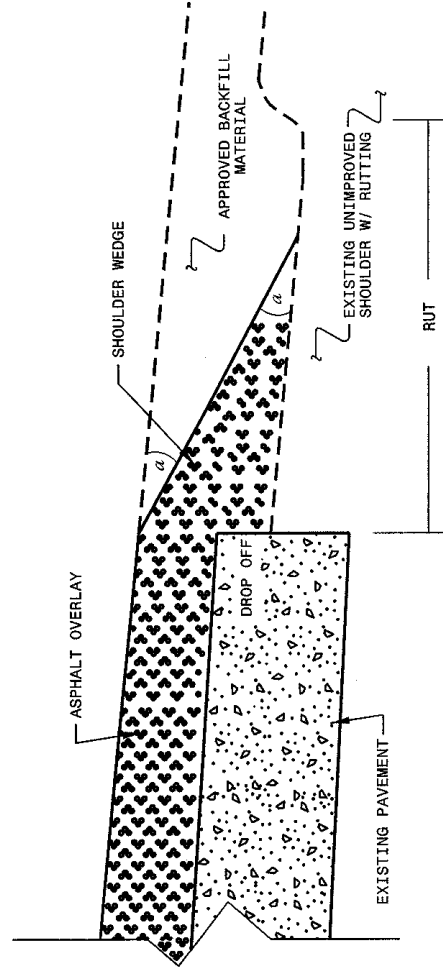 ASPHALT OVERLAY
SHOULDER WEDGE
APPROVED BACKFILL
MATERIAL
a
a
DROP OFF
EXISTING UNIMPROVED
SHOULDER W/ RUTTING
EXISTING PAVEMENT
RUT